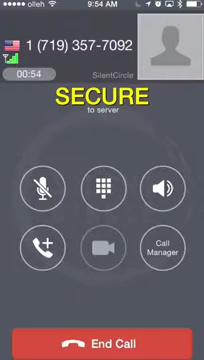 olleh 9:54 AM
1 (719) 357-7092
00:54
SilentCircle
SECURE
to server
Call
Manager
End Call